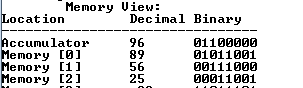 Memory View:
Location Decimal Binary
Accumulator 96 01100000
Memory [0] 89 01011001
Memory [1] 56 00111000
Memory [2] 25 00011001